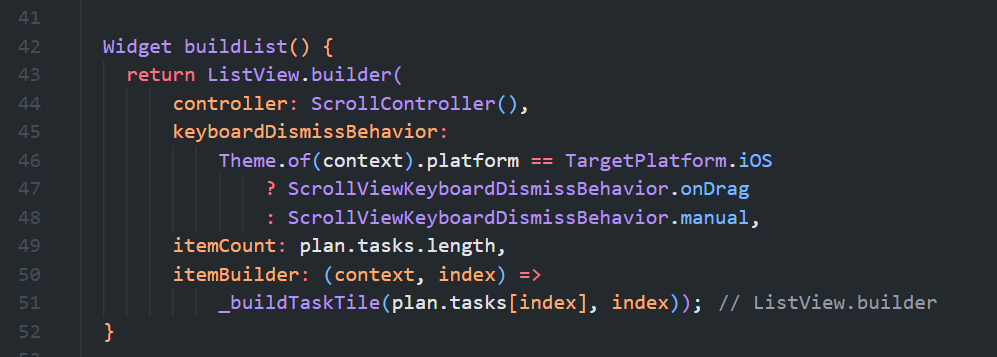 41
42 Widget buildList() {
43 return ListView.builder(
44 controller: ScrollController(),
45 keyboardDismissBehavior:
46 Theme.of(context).platform == TargetPlatform.iOS
47 ? ScrollViewKeyboardDismissBehavior.onDrag
48 : ScrollViewKeyboardDismissBehavior.manual,
49 itemCount: plan.tasks.length,
50 itemBuilder: (context, index) =>
51 _buildTaskTile(plan.tasks[index], index)); // ListView.builder
52 }